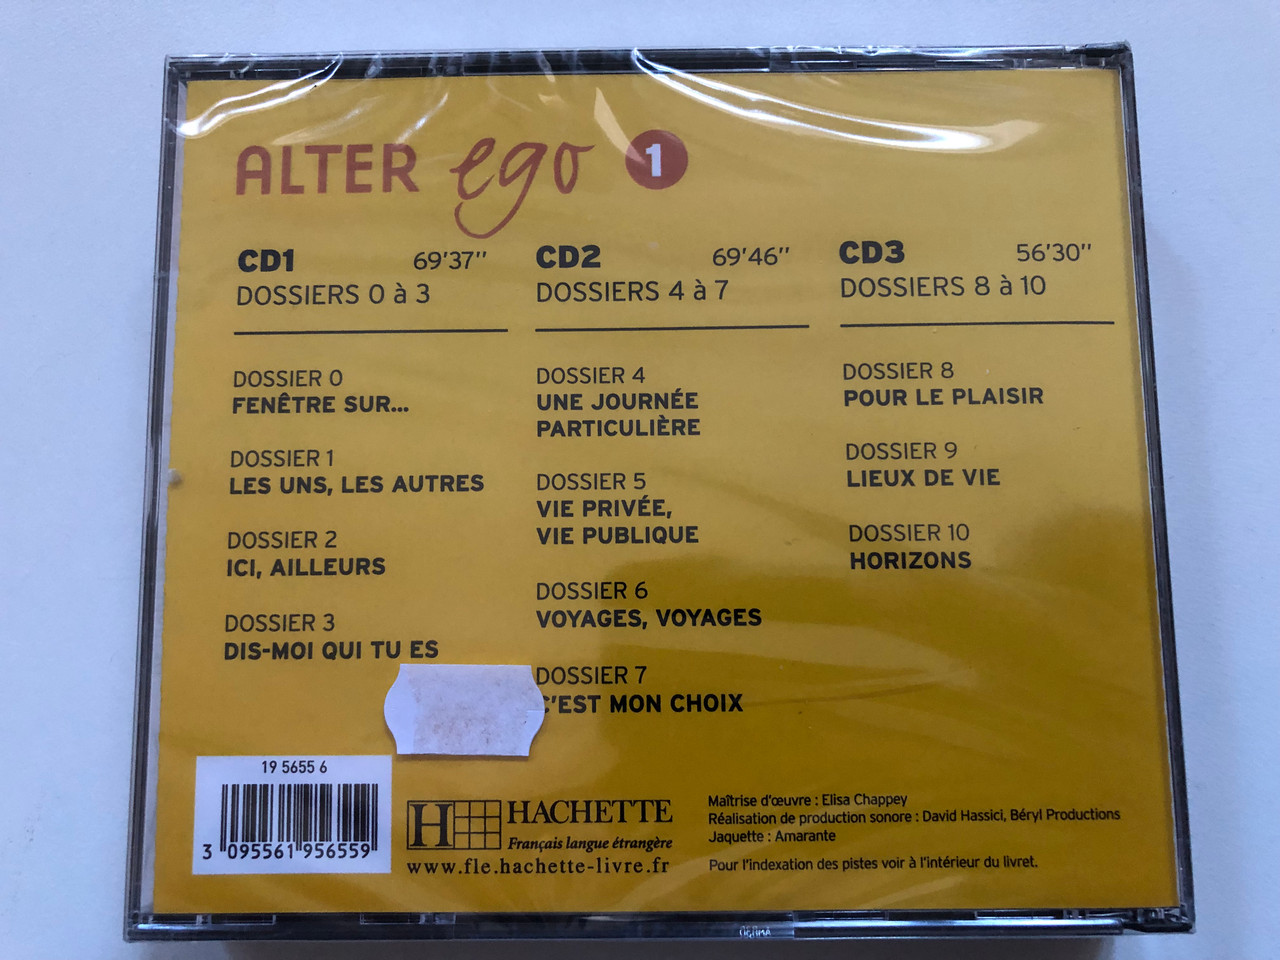 ALTER ego 1
CD1 69'37"
DOSSIERS 0 à 3
DOSSIER 0
FENÊTRE SUR...
DOSSIER 1
LES UNS, LES AUTRES
DOSSIER 2
ICI, AILLEURS
DOSSIER 3
DIS-MOI QUI TU ES
CD2 69'46"
DOSSIERS 4 à 7
DOSSIER 4
UNE JOURNÉE
PARTICULIÈRE
DOSSIER 5
VIE PRIVÉE,
VIE PUBLIQUE
DOSSIER 6
VOYAGES, VOYAGES
DOSSIER 7
C'EST MON CHOIX
CD3 56'30"
DOSSIERS 8 à 10
DOSSIER 8
POUR LE PLAISIR
DOSSIER 9
LIEUX DE VIE
DOSSIER 10
HORIZONS
19 5655 6
3 095561 956559
H HACHETTE
Français langue étrangère
www.fle.hachette-livre.fr
Maîtrise d'œuvre : Elisa Chappey
Réalisation de production sonore : David Hassici, Béryl Productions
Jaquette : Amarante
Pour l'indexation des pistes voir à l'intérieur du livret.